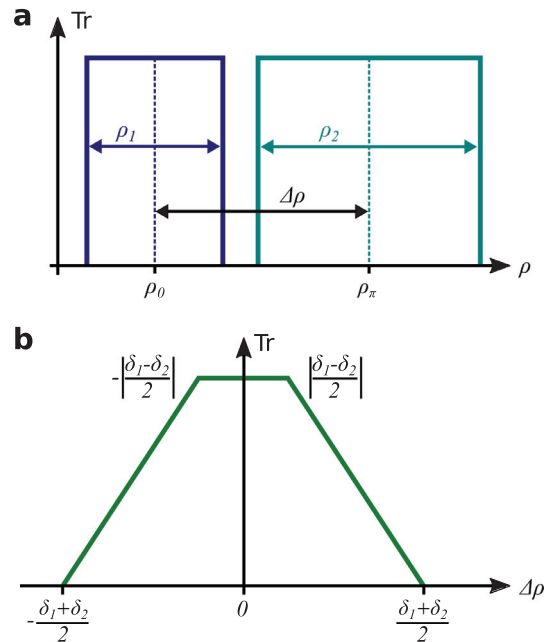 a
Tr
ρ1
ρ2
Δρ
ρ
ρ0
ρπ
b
Tr
-|δ1-δ2/2|
|δ1-δ2/2|
Δρ
-δ1+δ2/2
0
δ1+δ2/2